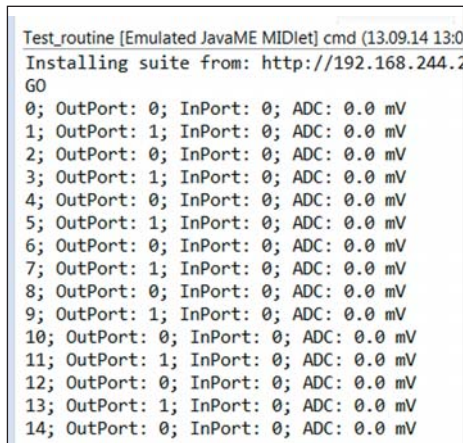 Test_routine [Emulated JavaME MIDlet] cmd (13.09.14 13:0
Installing suite from: http://192.168.244.2
GO
0; OutPort: 0; InPort: 0; ADC: 0.0 mV
1; OutPort: 1; InPort: 0; ADC: 0.0 mV
2; OutPort: 0; InPort: 0; ADC: 0.0 mV
3; OutPort: 1; InPort: 0; ADC: 0.0 mV
4; OutPort: 0; InPort: 0; ADC: 0.0 mV
5; OutPort: 1; InPort: 0; ADC: 0.0 mV
6; OutPort: 0; InPort: 0; ADC: 0.0 mV
7; OutPort: 1; InPort: 0; ADC: 0.0 mV
8; OutPort: 0; InPort: 0; ADC: 0.0 mV
9; OutPort: 1; InPort: 0; ADC: 0.0 mV
10; OutPort: 0; InPort: 0; ADC: 0.0 mV
11; OutPort: 1; InPort: 0; ADC: 0.0 mV
12; OutPort: 0; InPort: 0; ADC: 0.0 mV
13; OutPort: 1; InPort: 0; ADC: 0.0 mV
14; OutPort: 0; InPort: 0; ADC: 0.0 mV